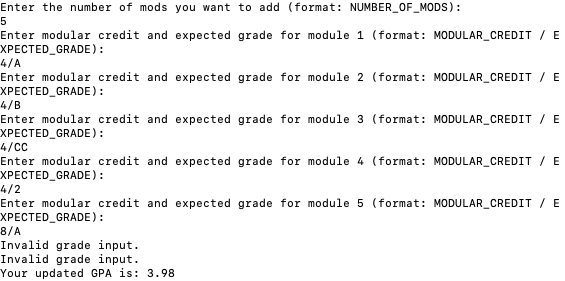 Enter the number of mods you want to add (format: NUMBER_OF_MODS):
5
Enter modular credit and expected grade for module 1 (format: MODULAR_CREDIT / E
XPECTED_GRADE):
4/A
Enter modular credit and expected grade for module 2 (format: MODULAR_CREDIT / E
XPECTED_GRADE):
4/B
Enter modular credit and expected grade for module 3 (format: MODULAR_CREDIT / E
XPECTED_GRADE):
4/CC
Enter modular credit and expected grade for module 4 (format: MODULAR_CREDIT / E
XPECTED_GRADE):
4/2
Enter modular credit and expected grade for module 5 (format: MODULAR_CREDIT / E
XPECTED_GRADE):
8/A
Invalid grade input.
Invalid grade input.
Your updated GPA is: 3.98